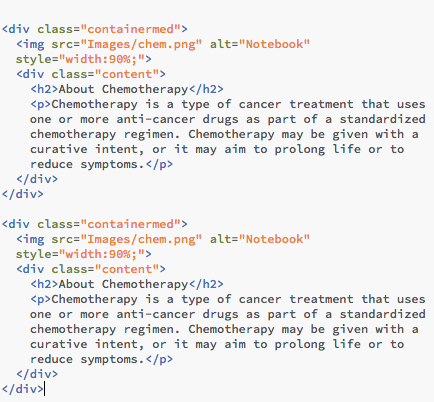 <div class="containermed">
<img src="Images/chem.png" alt="Notebook"
style="width:90%;">
<div class="content">
<h2>About Chemotherapy</h2>
<p>Chemotherapy is a type of cancer treatment that uses
one or more anti-cancer drugs as part of a standardized
chemotherapy regimen. Chemotherapy may be given with a
curative intent, or it may aim to prolong life or to
reduce symptoms.</p>
</div>
</div>
<div class="containermed">
<img src="Images/chem.png" alt="Notebook"
style="width:90%;">
<div class="content">
<h2>About Chemotherapy</h2>
<p>Chemotherapy is a type of cancer treatment that uses
one or more anti-cancer drugs as part of a standardized
chemotherapy regimen. Chemotherapy may be given with a
curative intent, or it may aim to prolong life or to
reduce symptoms.</p>
</div>
</div>